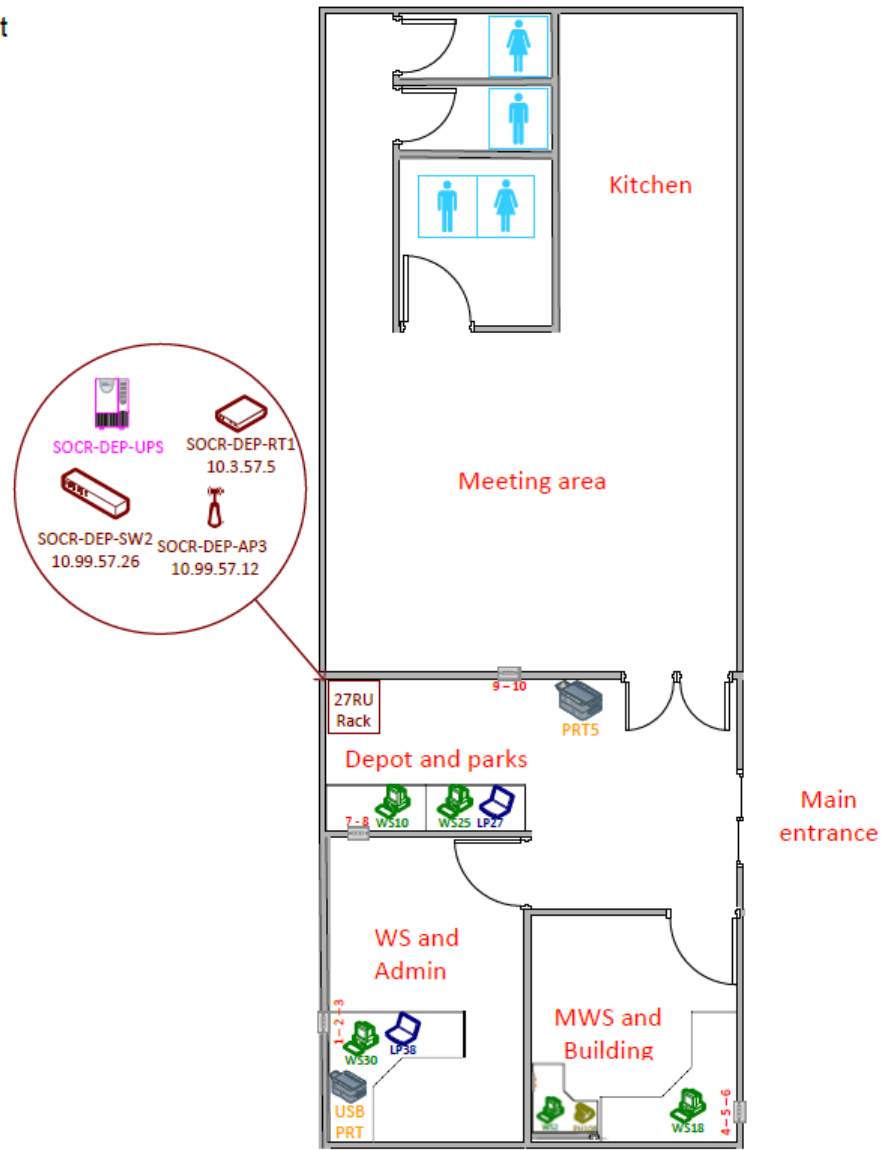 t
Kitchen
SOCR-DEP-UPS
SOCR-DEP-RT1
10.3.57.5
SOCR-DEP-SW2
10.99.57.26
SOCR-DEP-AP3
10.99.57.12
Meeting area
9 – 10
27RU
Rack
PRT5
Depot and parks
7 - 8
WS10
WS25
LP27
Main
entrance
WS and
Admin
1 – 2 – 3
WS30
LP38
USB
PRT
MWS and
Building
WS18
4 – 5 – 6